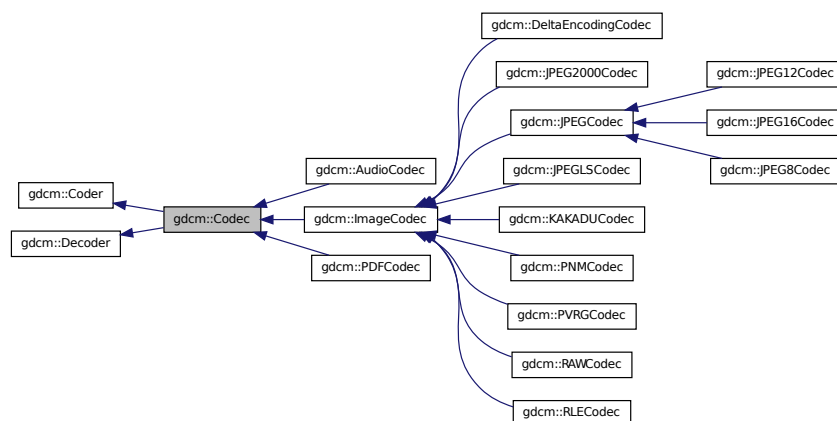 gdcm::DeltaEncodingCodec
gdcm::JPEG2000Codec
gdcm::JPEG12Codec
gdcm::JPEGCodec
gdcm::JPEG16Codec
gdcm::AudioCodec
gdcm::JPEGLSCodec
gdcm::JPEG8Codec
gdcm::Coder
gdcm::Codec
gdcm::ImageCodec
gdcm::KAKADUCodec
gdcm::Decoder
gdcm::PDFCodec
gdcm::PNMCodec
gdcm::PVRGCodec
gdcm::RAWCodec
gdcm::RLECodec